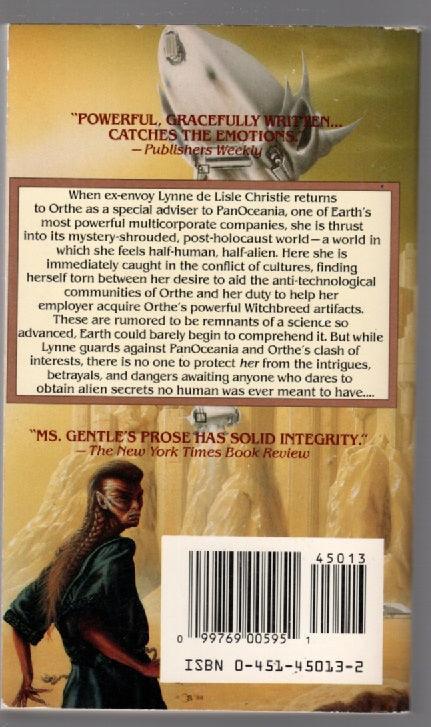 "POWERFUL, GRACEFULLY WRITTEN...
CATCHES THE EMOTIONS."
—Publishers Weekly
When ex-envoy Lynne de Lisle Christie returns
to Orthe as a special adviser to PanOceania, one of Earth's
most powerful multicorporate companies, she is thrust
into its mystery-shrouded, post-holocaust world—a world in
which she feels half-human, half-alien. Here she is
immediately caught in the conflict of cultures, finding
herself torn between her desire to aid the anti-technological
communities of Orthe and her duty to help her
employer acquire Orthe's powerful Witchbreed artifacts.
These are rumored to be remnants of a science so
advanced, Earth could barely begin to comprehend it. But while
Lynne guards against PanOceania and Orthe's clash of
interests, there is no one to protect her from the intrigues,
betrayals, and dangers awaiting anyone who dares to
obtain alien secrets no human was ever meant to have....
"MS. GENTLE'S PROSE HAS SOLID INTEGRITY."
—The New York Times Book Review
45013
0 99769 00595 1
ISBN 0-451-45013-2